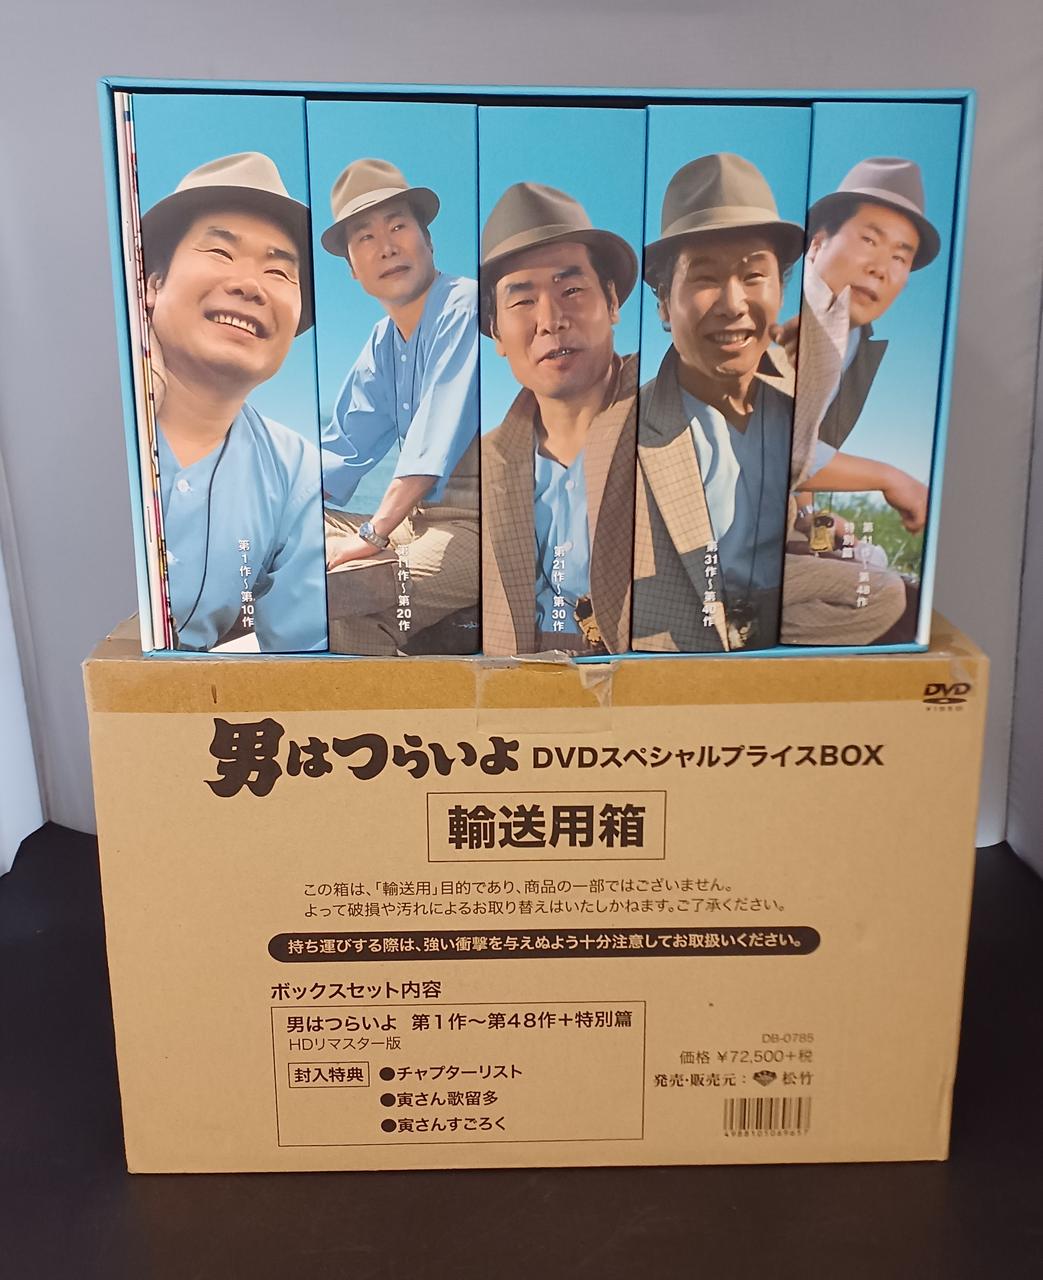 第1作～第10作
第11作～第20作
第21作～第30作
第31作～第40作
第41作～第48作
特別篇
DVD
VIDEO
男はつらいよ DVDスペシャルプライスBOX
輸送用箱
この箱は、「輸送用」目的であり、商品の一部ではございません。
よって破損や汚れによるお取り替えはいたしかねます。ご了承ください。
持ち運びする際は、強い衝撃を与えぬよう十分注意してお取扱いください。
ボックスセット内容
男はつらいよ 第1作～第48作＋特別篇
HDリマスター版
封入特典 ●チャプターリスト
●寅さん歌留多
●寅さんすごろく
DB-0785
価格 ¥72,500+税
発売・販売元： 松竹
4988105069657